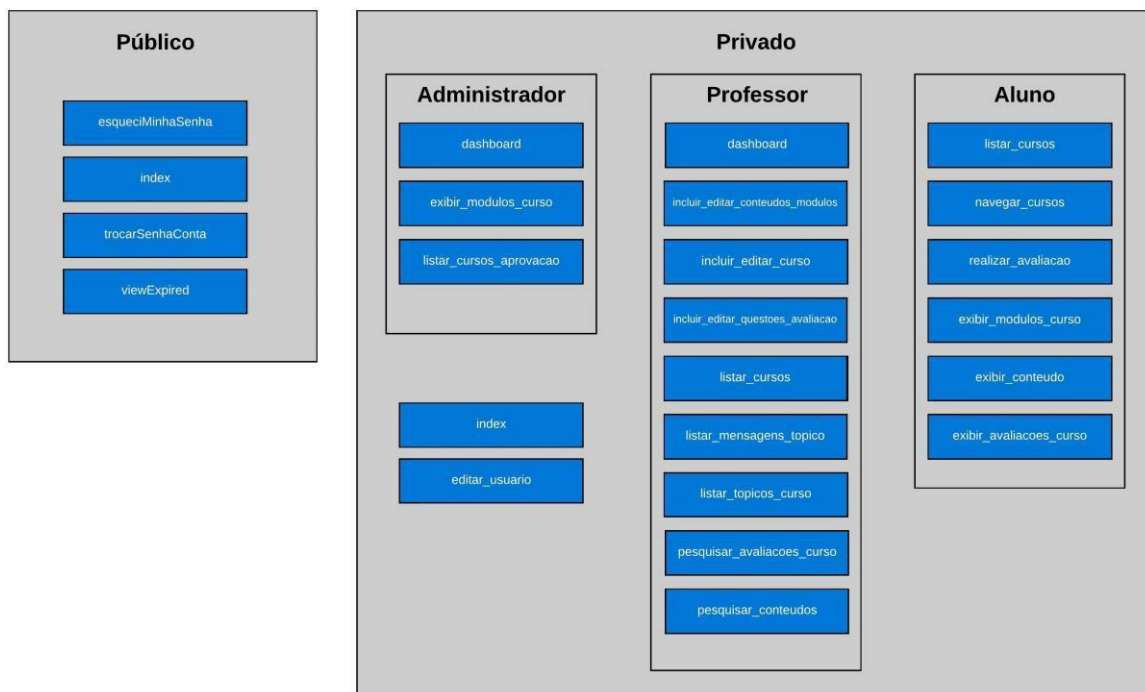 Público
esqueciMinhaSenha
index
trocarSenhaConta
viewExpired
Privado
Administrador
dashboard
exibir_modulos_curso
listar_cursos_aprovacao
index
editar_usuario
Professor
dashboard
incluir_editar_conteudos_modulos
incluir_editar_curso
incluir_editar_questoes_avaliacao
listar_cursos
listar_mensagens_topico
listar_topicos_curso
pesquisar_avaliacoes_curso
pesquisar_conteudos
Aluno
listar_cursos
navegar_cursos
realizar_avaliacao
exibir_modulos_curso
exibir_conteudo
exibir_avaliacoes_curso